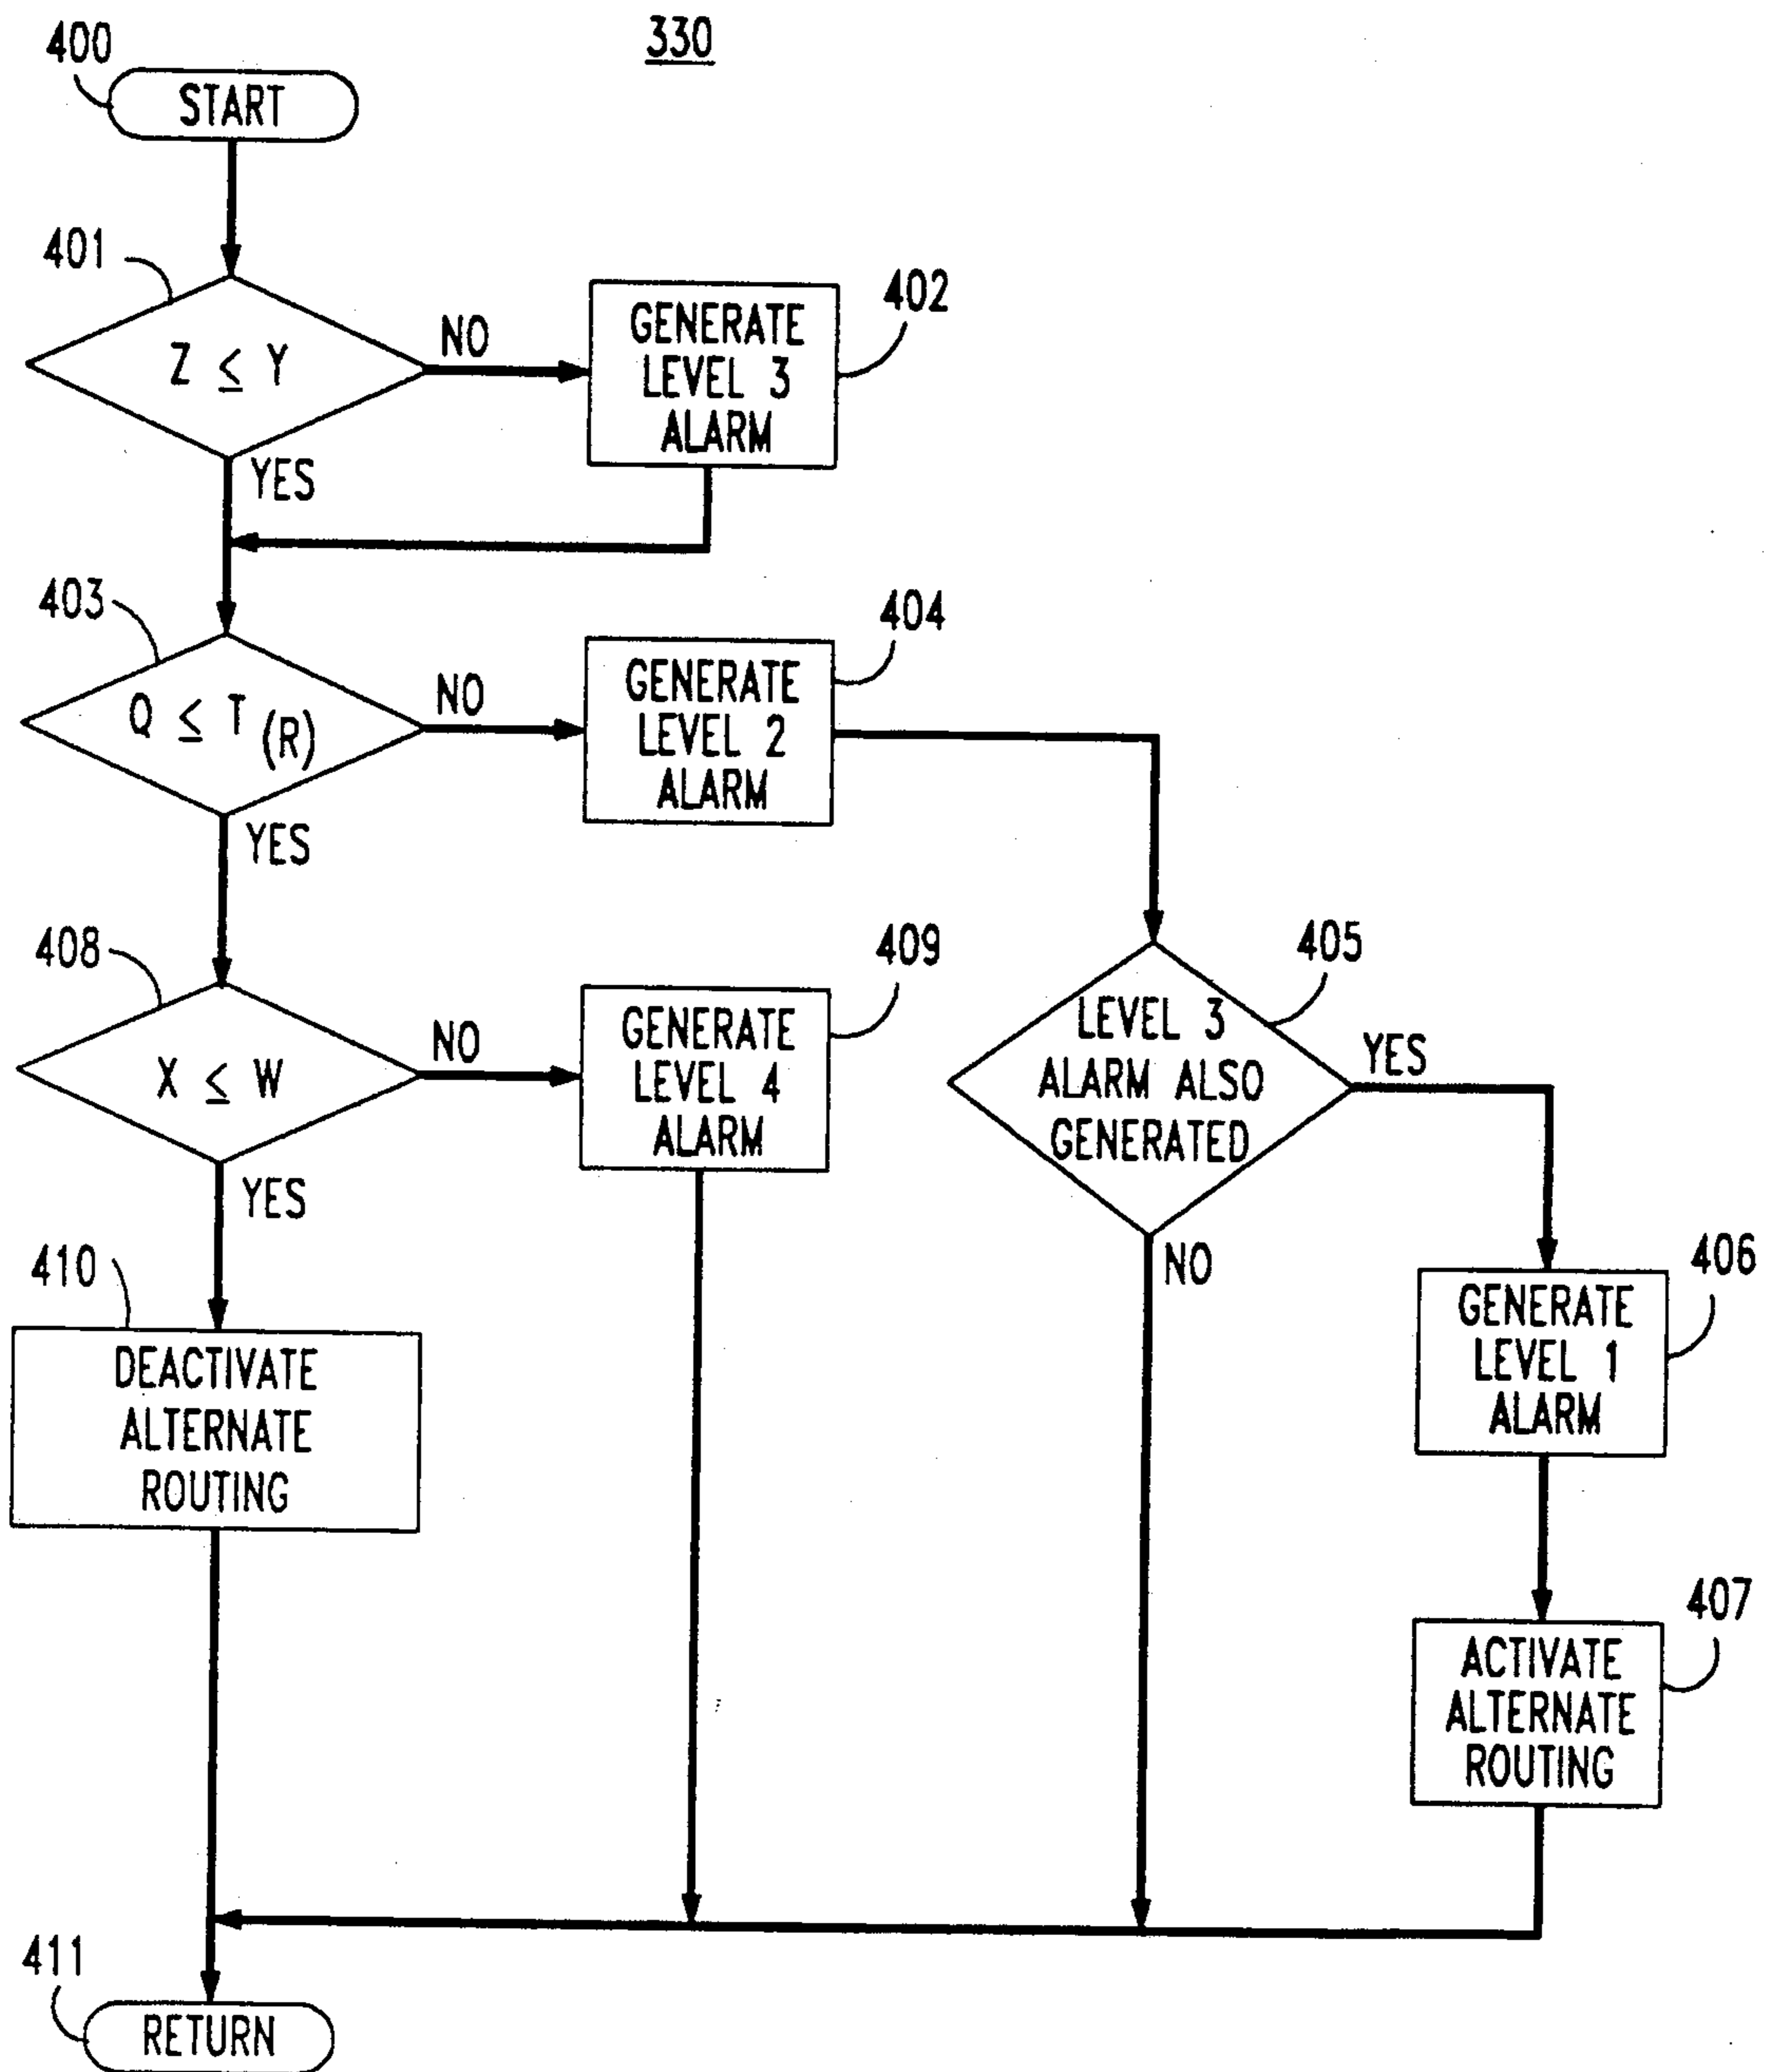 330
400
START
401
Z ≤ Y
NO
YES
402
GENERATE
LEVEL 3
ALARM
403
Q ≤ T (R)
NO
YES
404
GENERATE
LEVEL 2
ALARM
405
LEVEL 3
ALARM ALSO
GENERATED
YES
NO
406
GENERATE
LEVEL 1
ALARM
407
ACTIVATE
ALTERNATE
ROUTING
408
X ≤ W
NO
YES
409
GENERATE
LEVEL 4
ALARM
410
DEACTIVATE
ALTERNATE
ROUTING
411
RETURN